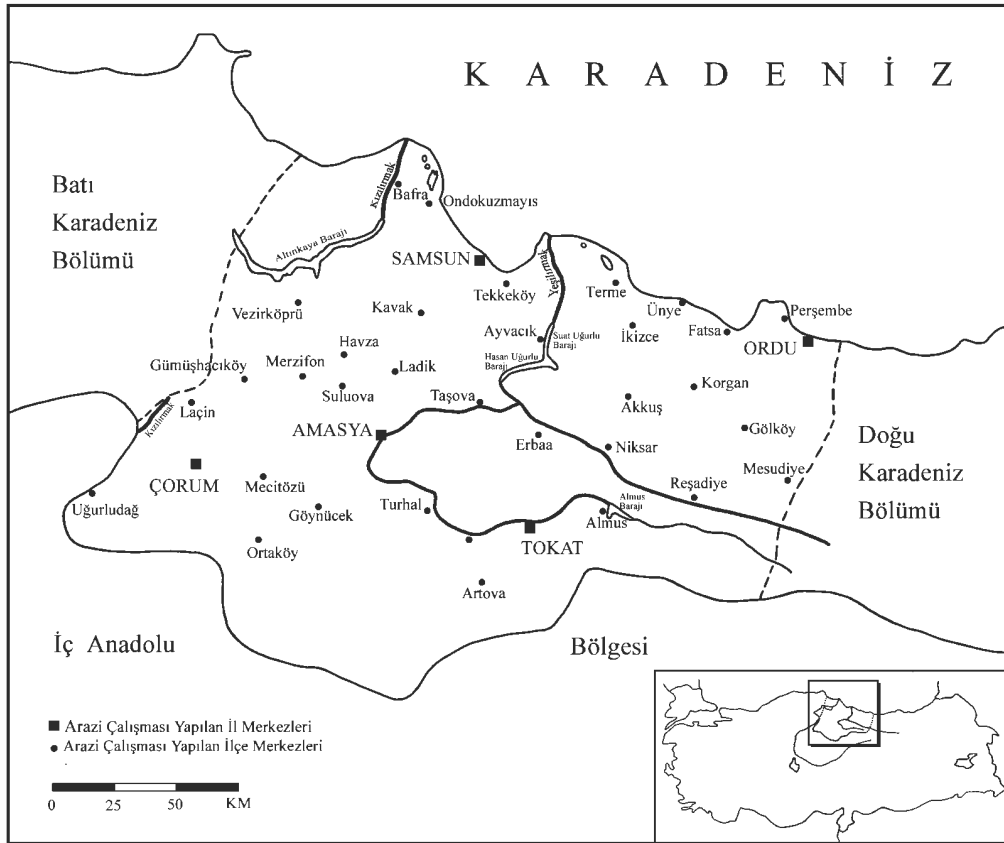 KARADENİZ
Batı
Karadeniz
Bölümü
Kızılırmak
Bafra
Ondokuzmayıs
Altınkaya Barajı
SAMSUN
Tekkeköy
Yeşilırmak
Terme
Ünye
Perşembe
Vezirköprü
Kavak
Ayvacık
Suat Uğurlu
Barajı
İkizce
Fatsa
ORDU
Havza
Hasan Uğurlu
Barajı
Gümüşhacıköy
Merzifon
Ladik
Suluova
Korgan
Laçin
Taşova
Akkuş
Kızılırmak
AMASYA
Erbaa
Niksar
Gölköy
Doğu
Karadeniz
Bölümü
ÇORUM
Mecitözü
Reşadiye
Mesudiye
Uğurludağ
Göynücek
Turhal
Almus
Barajı
Almus
TOKAT
Ortaköy
Artova
İç Anadolu
Bölgesi
Arazi Çalışması Yapılan İl Merkezleri
Arazi Çalışması Yapılan İlçe Merkezleri
0 25 50 KM